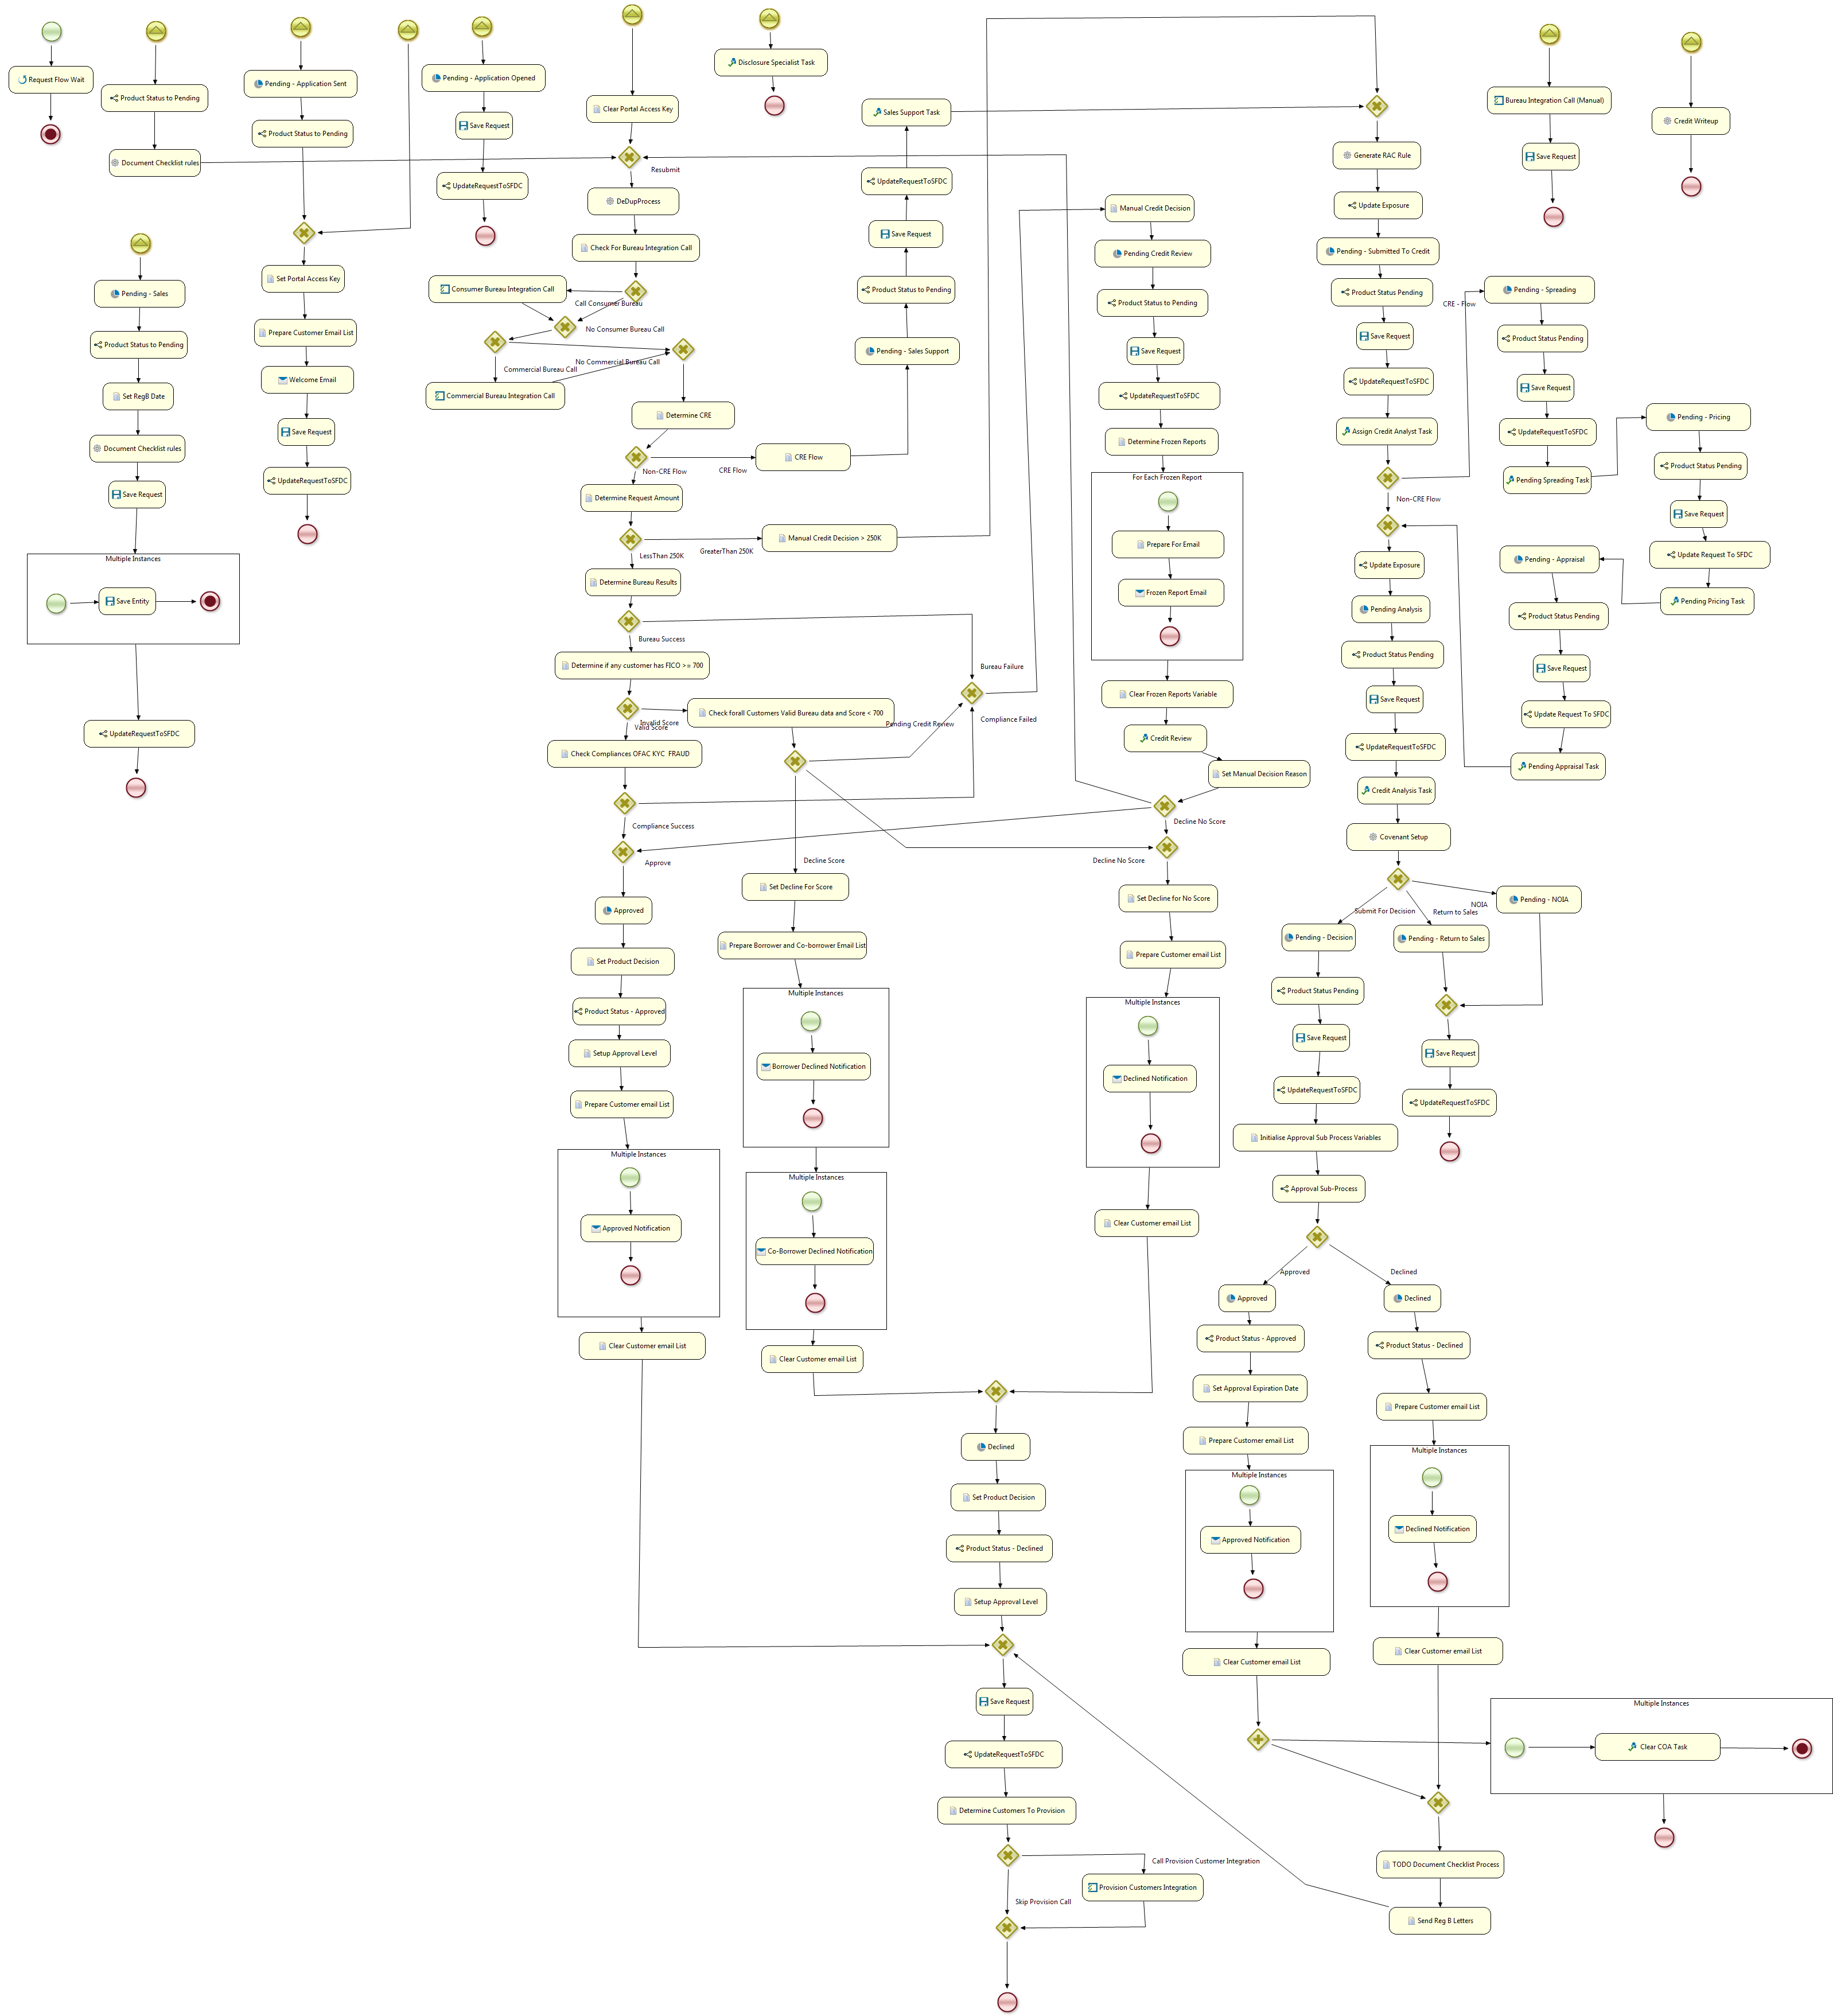 Request Flow Wait
Product Status to Pending
Document Checklist rules
Pending - Application Sent
Product Status to Pending
Set Portal Access Key
Prepare Customer Email List
Welcome Email
Save Request
UpdateRequestToSFDC
Pending - Application Opened
Save Request
UpdateRequestToSFDC
Pending - Sales
Product Status to Pending
Set RegB Date
Document Checklist rules
Save Request
Multiple Instances
Save Entity
UpdateRequestToSFDC
Clear Portal Access Key
Resubmit
DeDupProcess
Check For Bureau Integration Call
Consumer Bureau Integration Call
Call Consumer Bureau
No Consumer Bureau Call
Commercial Bureau Call
No Commercial Bureau Call
Commercial Bureau Integration Call
Determine CRE
Non-CRE Flow
CRE Flow
CRE Flow
Determine Request Amount
LessThan 250K
GreaterThan 250K
Manual Credit Decision > 250K
Determine Bureau Results
Bureau Success
Bureau Failure
Determine if any customer has FICO >= 700
Invalid Score
Valid Score
Check forall Customers Valid Bureau data and Score < 700
Pending Credit Review
Compliance Failed
Check Compliances OFAC KYC FRAUD
Compliance Success
Approve
Decline Score
Decline No Score
Decline No Score
Disclosure Specialist Task
Sales Support Task
UpdateRequestToSFDC
Save Request
Product Status to Pending
Pending - Sales Support
Manual Credit Decision
Pending Credit Review
Product Status to Pending
Save Request
UpdateRequestToSFDC
Determine Frozen Reports
For Each Frozen Report
Prepare For Email
Frozen Report Email
Clear Frozen Reports Variable
Credit Review
Set Manual Decision Reason
Generate RAC Rule
Update Exposure
Pending - Submitted To Credit
Product Status Pending
Save Request
UpdateRequestToSFDC
Assign Credit Analyst Task
CRE - Flow
Non-CRE Flow
Update Exposure
Pending Analysis
Product Status Pending
Save Request
UpdateRequestToSFDC
Credit Analysis Task
Covenant Setup
Bureau Integration Call (Manual)
Save Request
Credit Writeup
Pending - Spreading
Product Status Pending
Save Request
UpdateRequestToSFDC
Pending Spreading Task
Pending - Pricing
Product Status Pending
Save Request
Update Request To SFDC
Pending Pricing Task
Pending - Appraisal
Product Status Pending
Save Request
Update Request To SFDC
Pending Appraisal Task
Submit For Decision
Return to Sales
NOIA
Pending - NOIA
Pending - Decision
Pending - Return to Sales
Product Status Pending
Save Request
UpdateRequestToSFDC
Initialise Approval Sub Process Variables
Approval Sub-Process
Save Request
UpdateRequestToSFDC
Approved
Set Product Decision
Product Status - Approved
Setup Approval Level
Prepare Customer email List
Multiple Instances
Approved Notification
Clear Customer email List
Set Decline For Score
Prepare Borrower and Co-borrower Email List
Multiple Instances
Borrower Declined Notification
Multiple Instances
Co-Borrower Declined Notification
Clear Customer email List
Set Decline for No Score
Prepare Customer email List
Multiple Instances
Declined Notification
Clear Customer email List
Declined
Set Product Decision
Product Status - Declined
Setup Approval Level
Save Request
UpdateRequestToSFDC
Determine Customers To Provision
Call Provision Customer Integration
Provision Customers Integration
Skip Provision Call
Approved
Declined
Approved
Product Status - Approved
Set Approval Expiration Date
Prepare Customer email List
Multiple Instances
Approved Notification
Clear Customer email List
Declined
Product Status - Declined
Prepare Customer email List
Multiple Instances
Declined Notification
Clear Customer email List
Multiple Instances
Clear COA Task
TODO Document Checklist Process
Send Reg B Letters